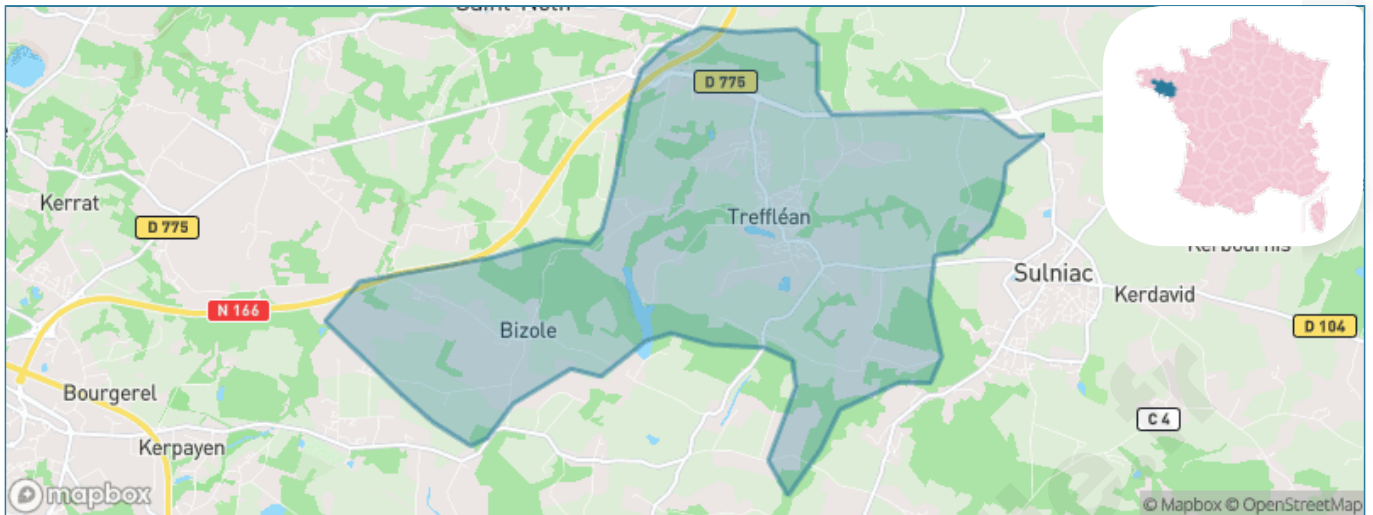 D 775
Kerrat
Treffléan
D 775
Sulniac
Kerdavid
N 166
Bizole
D 104
Bourgerel
C 4
Kerpayen
mapbox
© Mapbox © OpenStreetMap